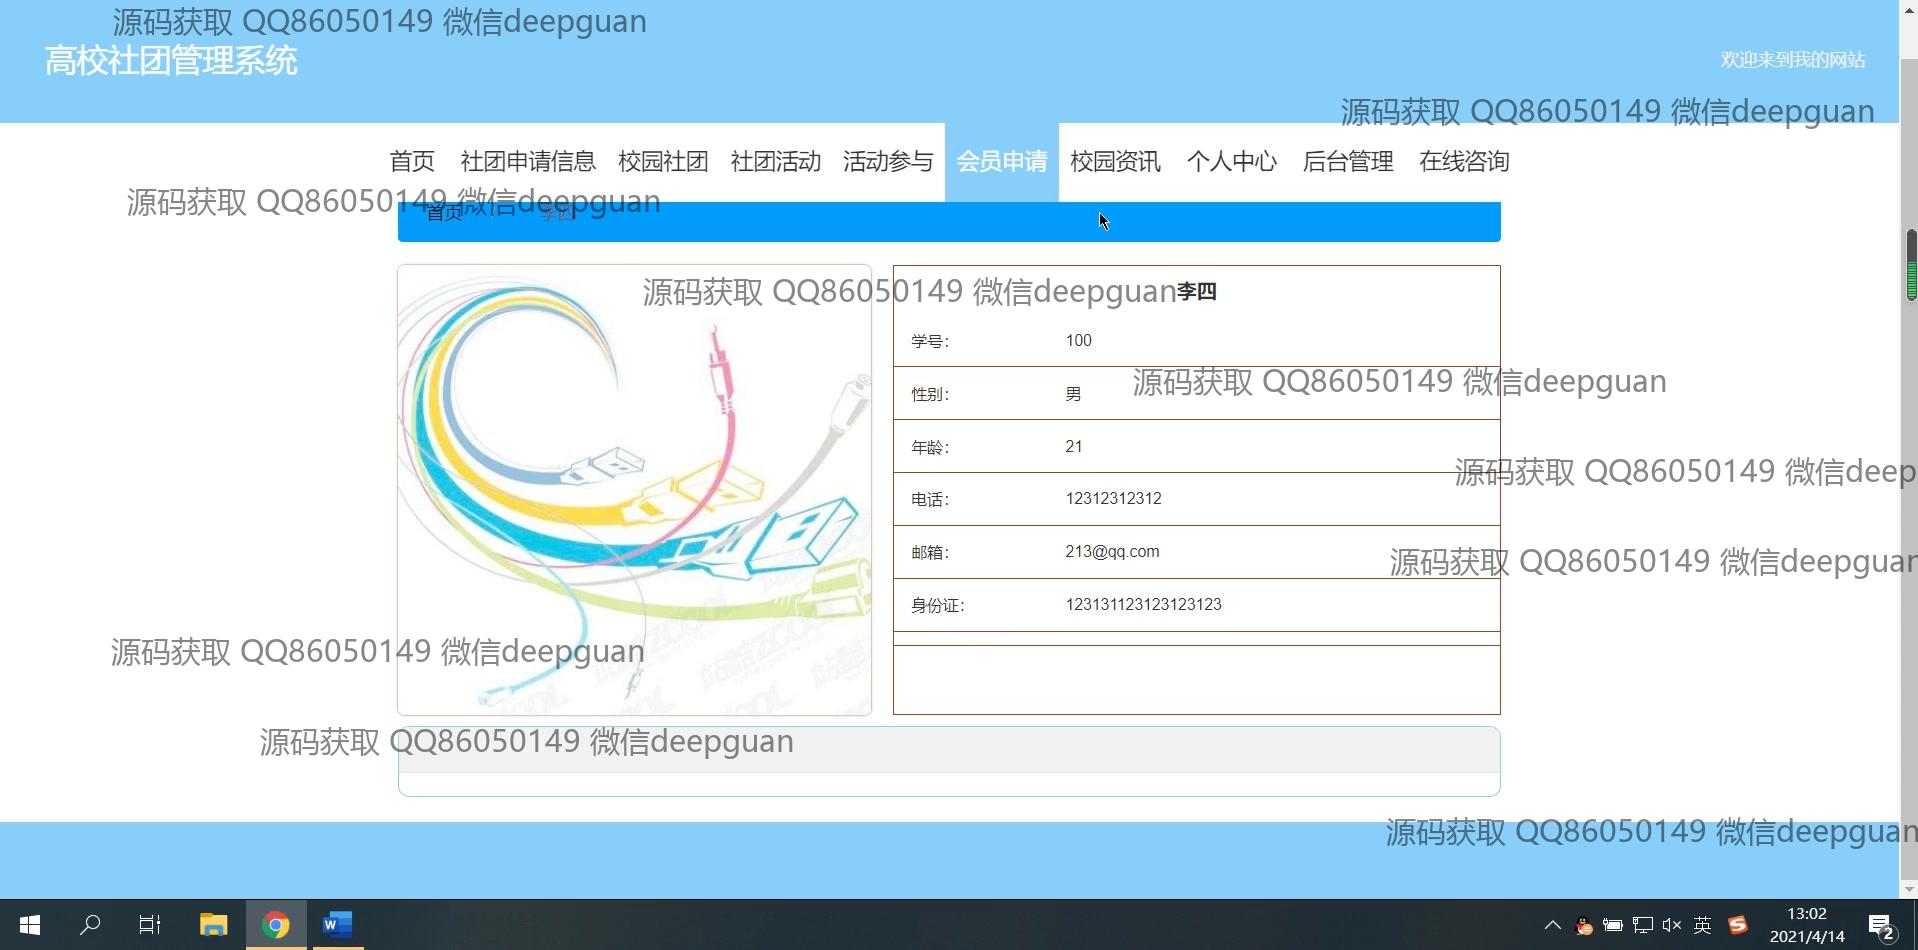 源码获取 QQ86050149 微信deepguan
高校社团管理系统
欢迎来到我的网站
源码获取 QQ86050149 微信deepguan
首页 社团申请信息 校园社团 社团活动 活动参与 会员申请 校园资讯 个人中心 后台管理 在线咨询
源码获取 QQ86050149 微信deepguan
首页 李四
源码获取 QQ86050149 微信deepguan
李四
学号： 100
源码获取 QQ86050149 微信deepguan
性别： 男
年龄： 21
源码获取 QQ86050149 微信deep
电话： 12312312312
邮箱： 213@qq.com
源码获取 QQ86050149 微信deepguan
身份证： 123131123123123123
源码获取 QQ86050149 微信deepguan
源码获取 QQ86050149 微信deepguan
源码获取 QQ86050149 微信deepguan
英
13:02
2021/4/14
2